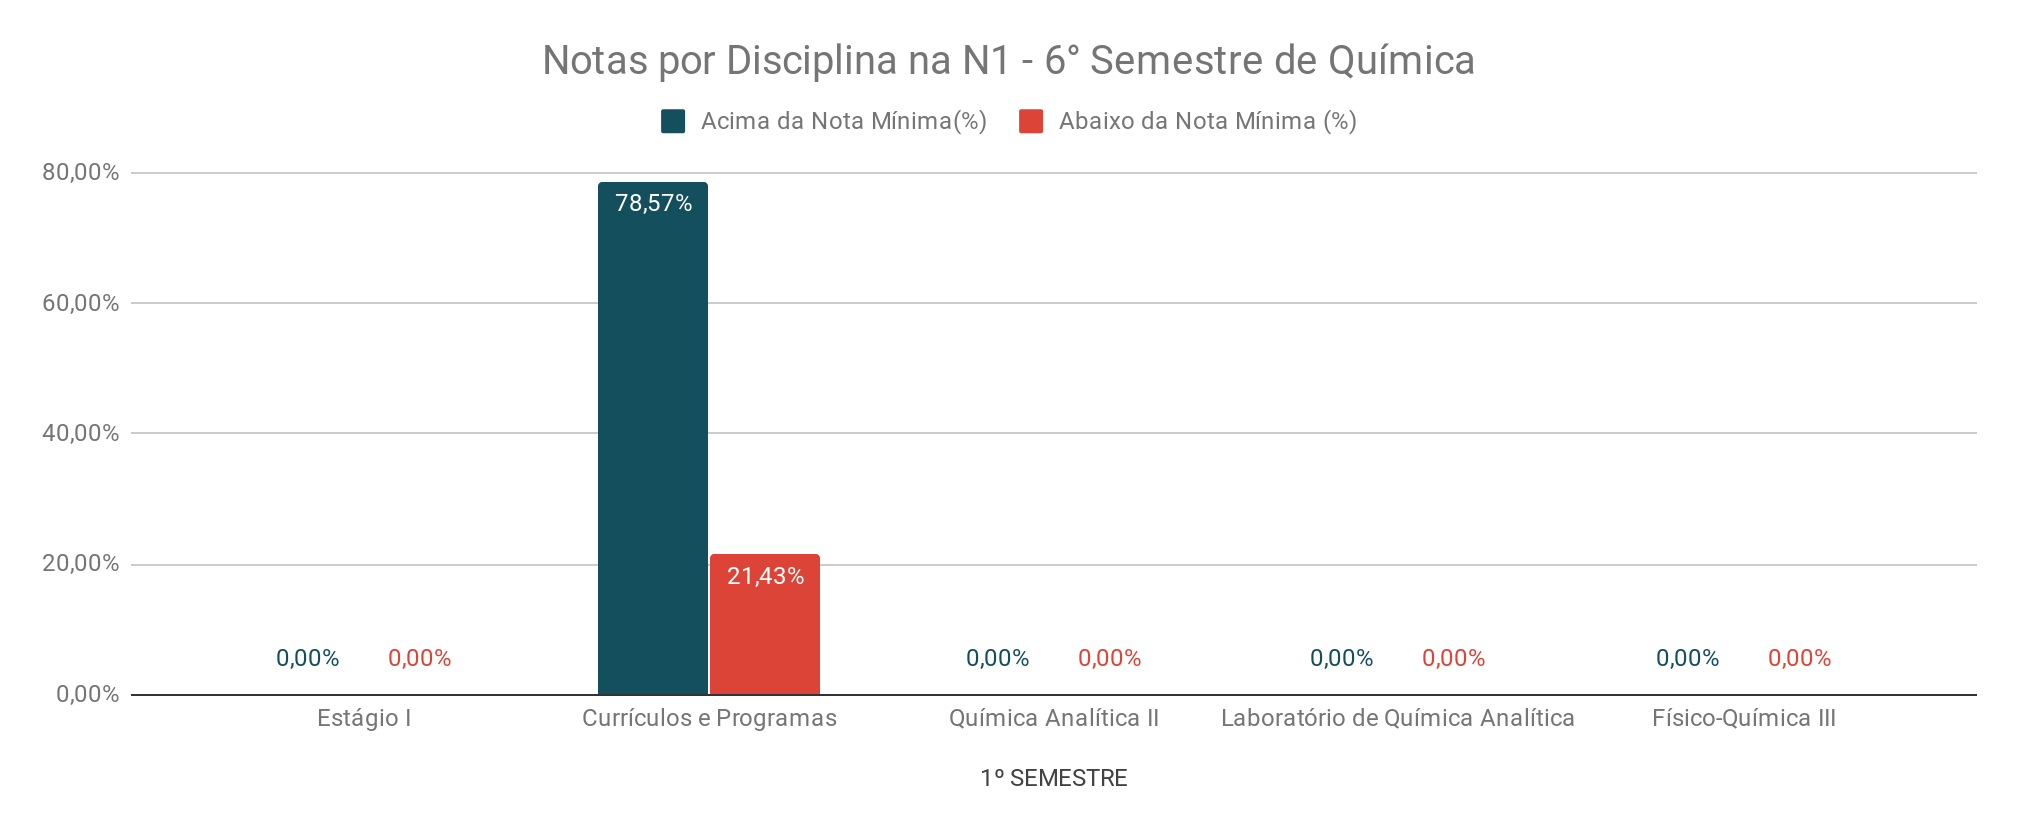 Notas por Disciplina na N1 - 6° Semestre de Química
Acima da Nota Mínima(%) Abaixo da Nota Mínima (%)
80,00%
78,57%
60,00%
40,00%
20,00%
21,43%
0,00% 0,00% 0,00% 0,00% 0,00% 0,00% 0,00% 0,00%
0,00%
Estágio I Currículos e Programas Química Analítica II Laboratório de Química Analítica Físico-Química III
1º SEMESTRE